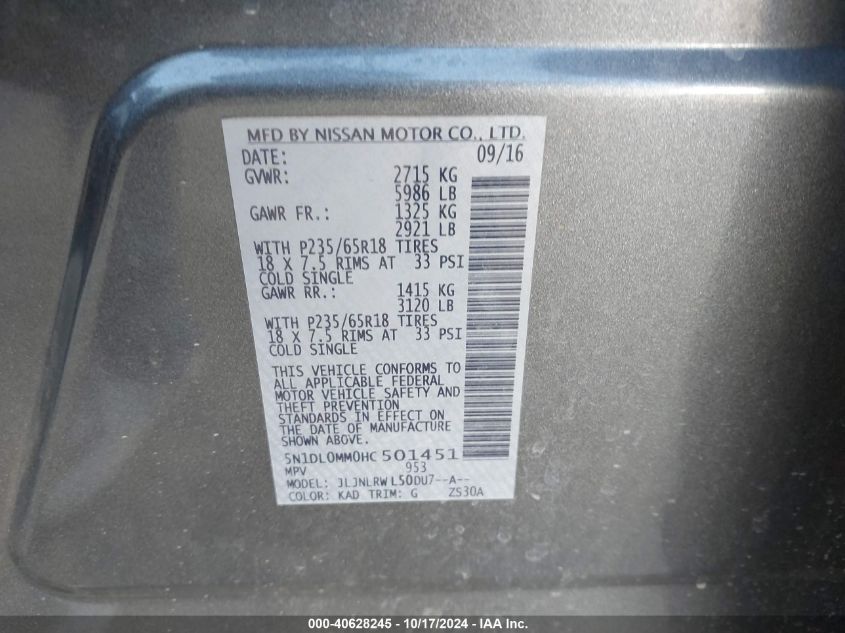 MFD BY NISSAN MOTOR CO., LTD.
DATE: 09/16
GVWR: 2715 KG
5986 LB
GAWR FR.: 1325 KG
2921 LB
WITH P235/65R18 TIRES
18 X 7.5 RIMS AT 33 PSI
COLD SINGLE
GAWR RR.: 1415 KG
3120 LB
WITH P235/65R18 TIRES
18 X 7.5 RIMS AT 33 PSI
COLD SINGLE
THIS VEHICLE CONFORMS TO
ALL APPLICABLE FEDERAL
MOTOR VEHICLE SAFETY AND
THEFT PREVENTION
STANDARDS IN EFFECT ON
THE DATE OF MANUFACTURE
SHOWN ABOVE.
5N1DL0MM0HC501451
MPV 953
MODEL: JLJNLRWL50DU7--A--
COLOR: KAD TRIM: G ZS30A
000-40628245 - 10/17/2024 - IAA Inc.